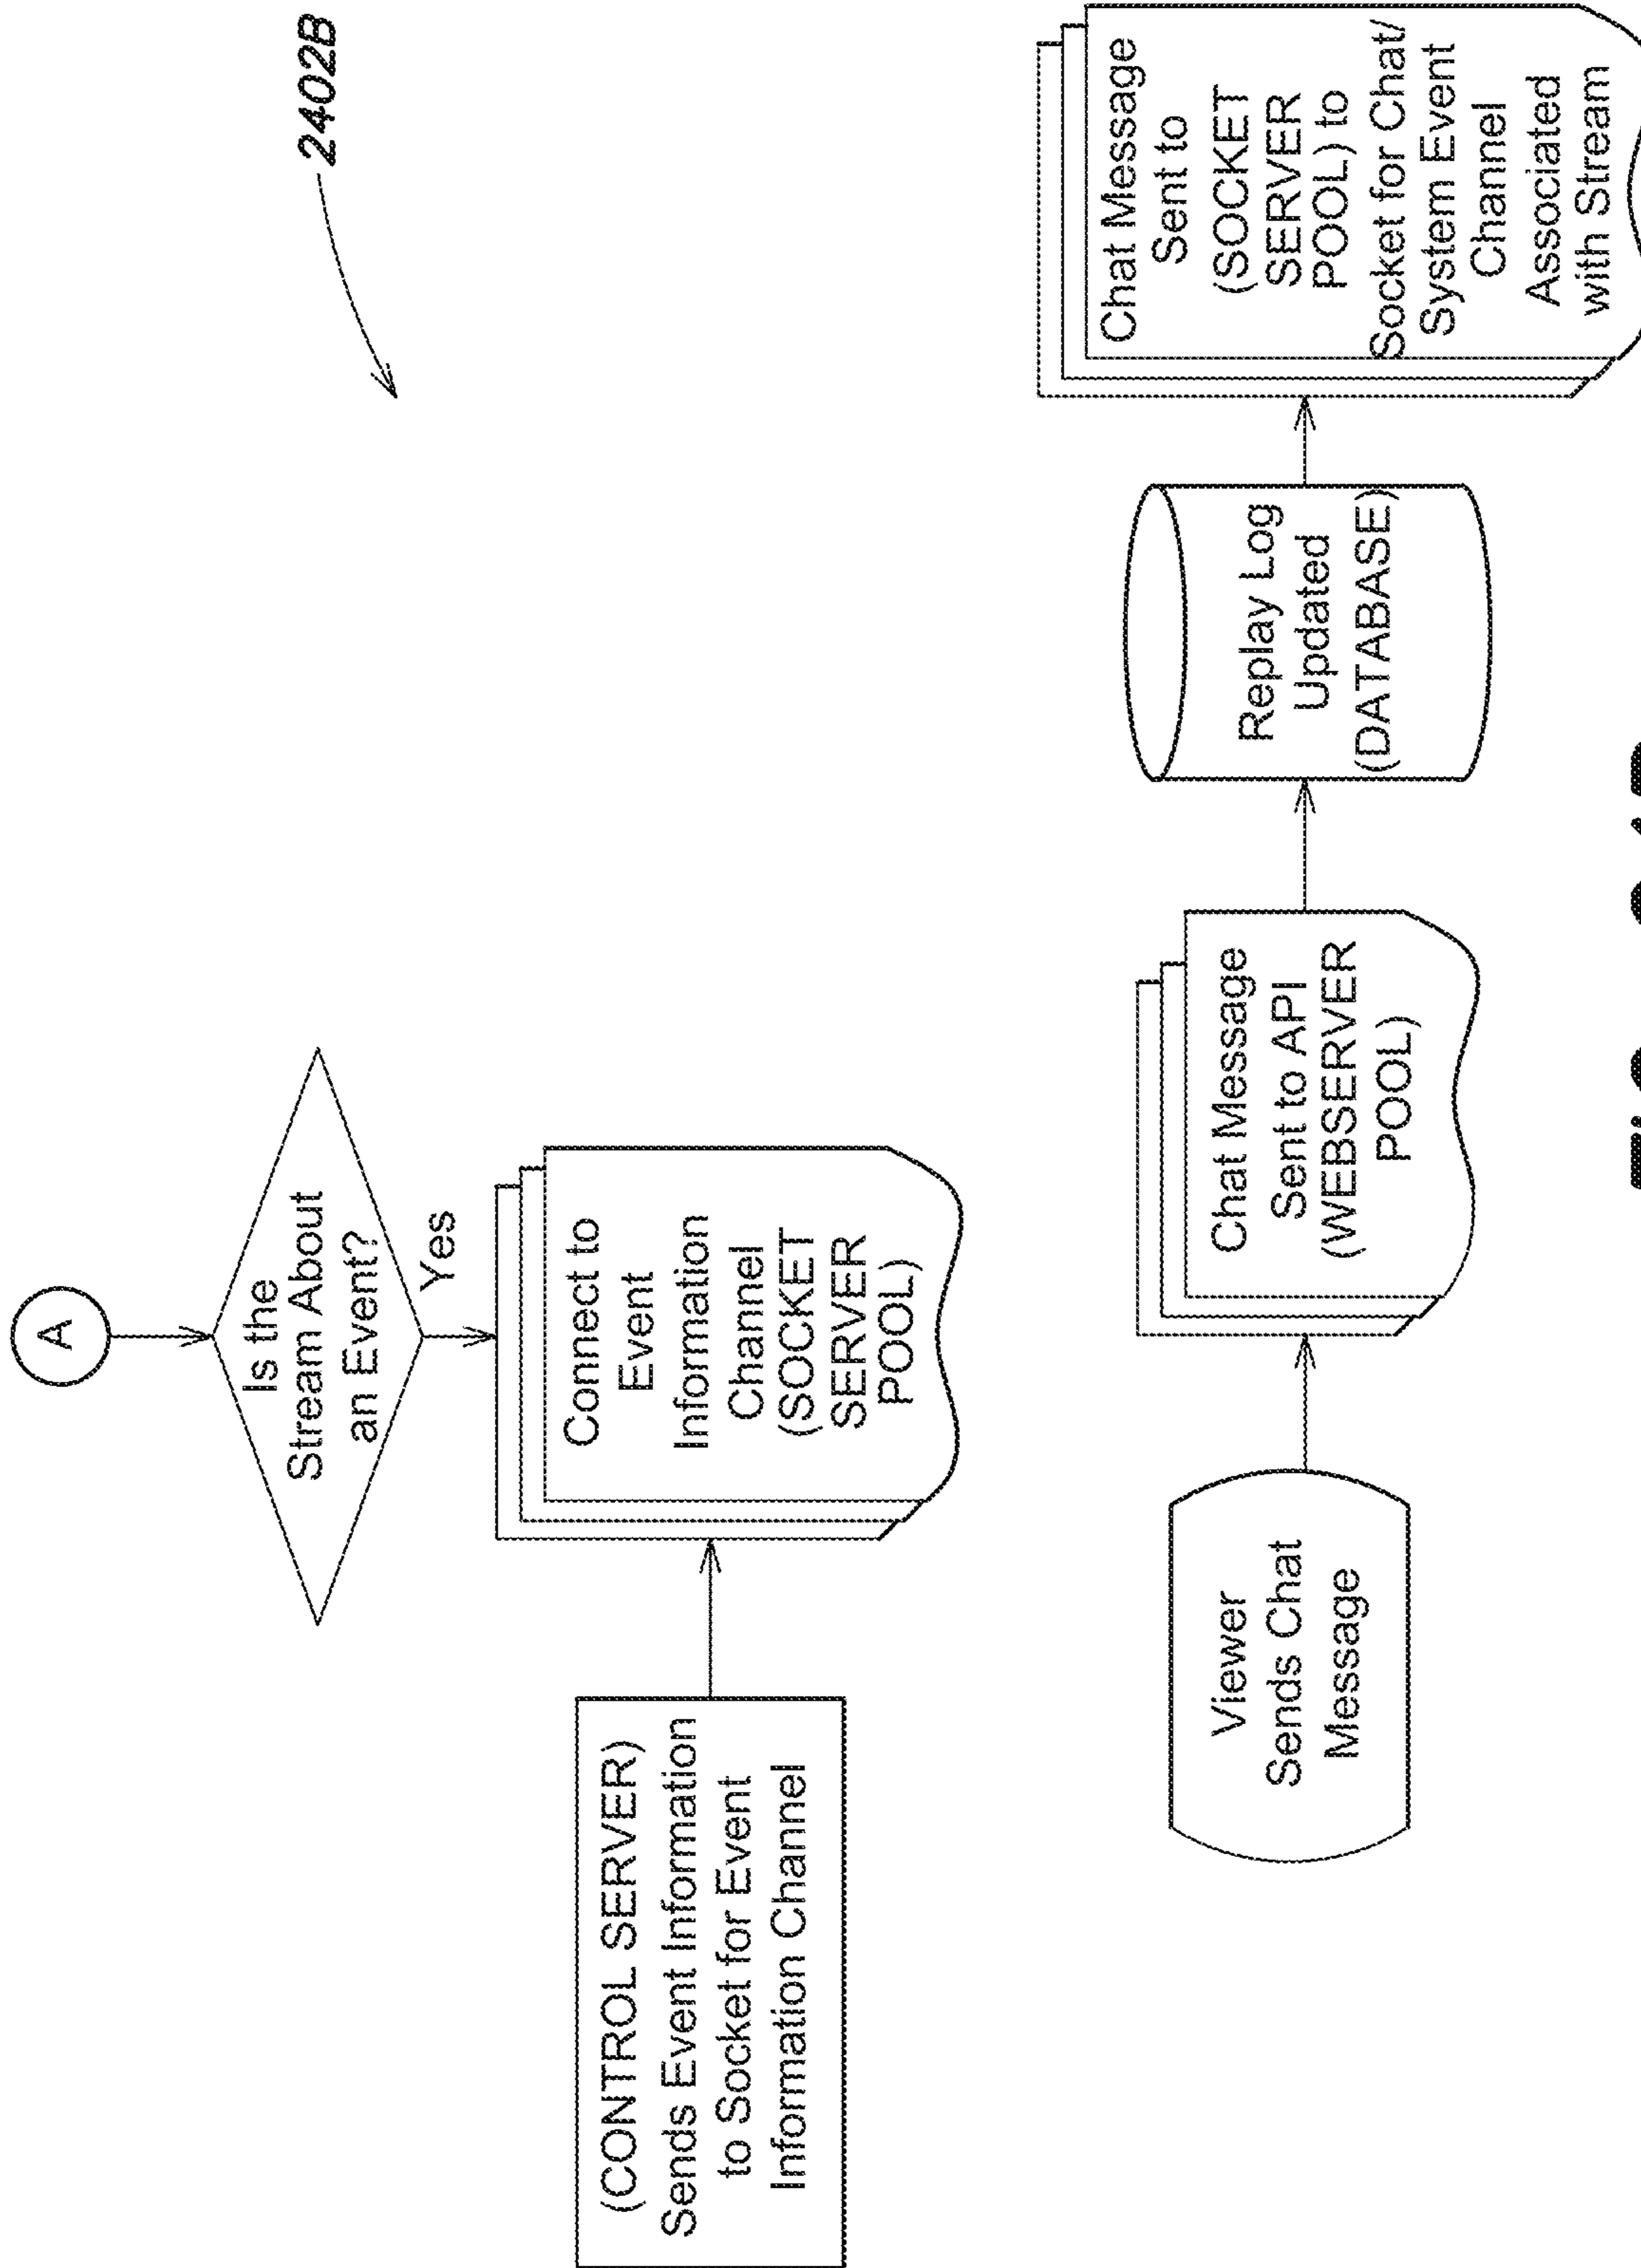 A
Is the
Stream About
an Event?
2402B
Yes
(CONTROL SERVER)
Sends Event Information
to Socket for Event
Information Channel
Connect to
Event
Information
Channel
(SOCKET
SERVER
POOL)
Viewer
Sends Chat
Message
Chat Message
Sent to API
(WEBSERVER
POOL)
Replay Log
Updated
(DATABASE)
Chat Message
Sent to
(SOCKET
SERVER
POOL) to
Socket for Chat/
System Event
Channel
Associated
with Stream